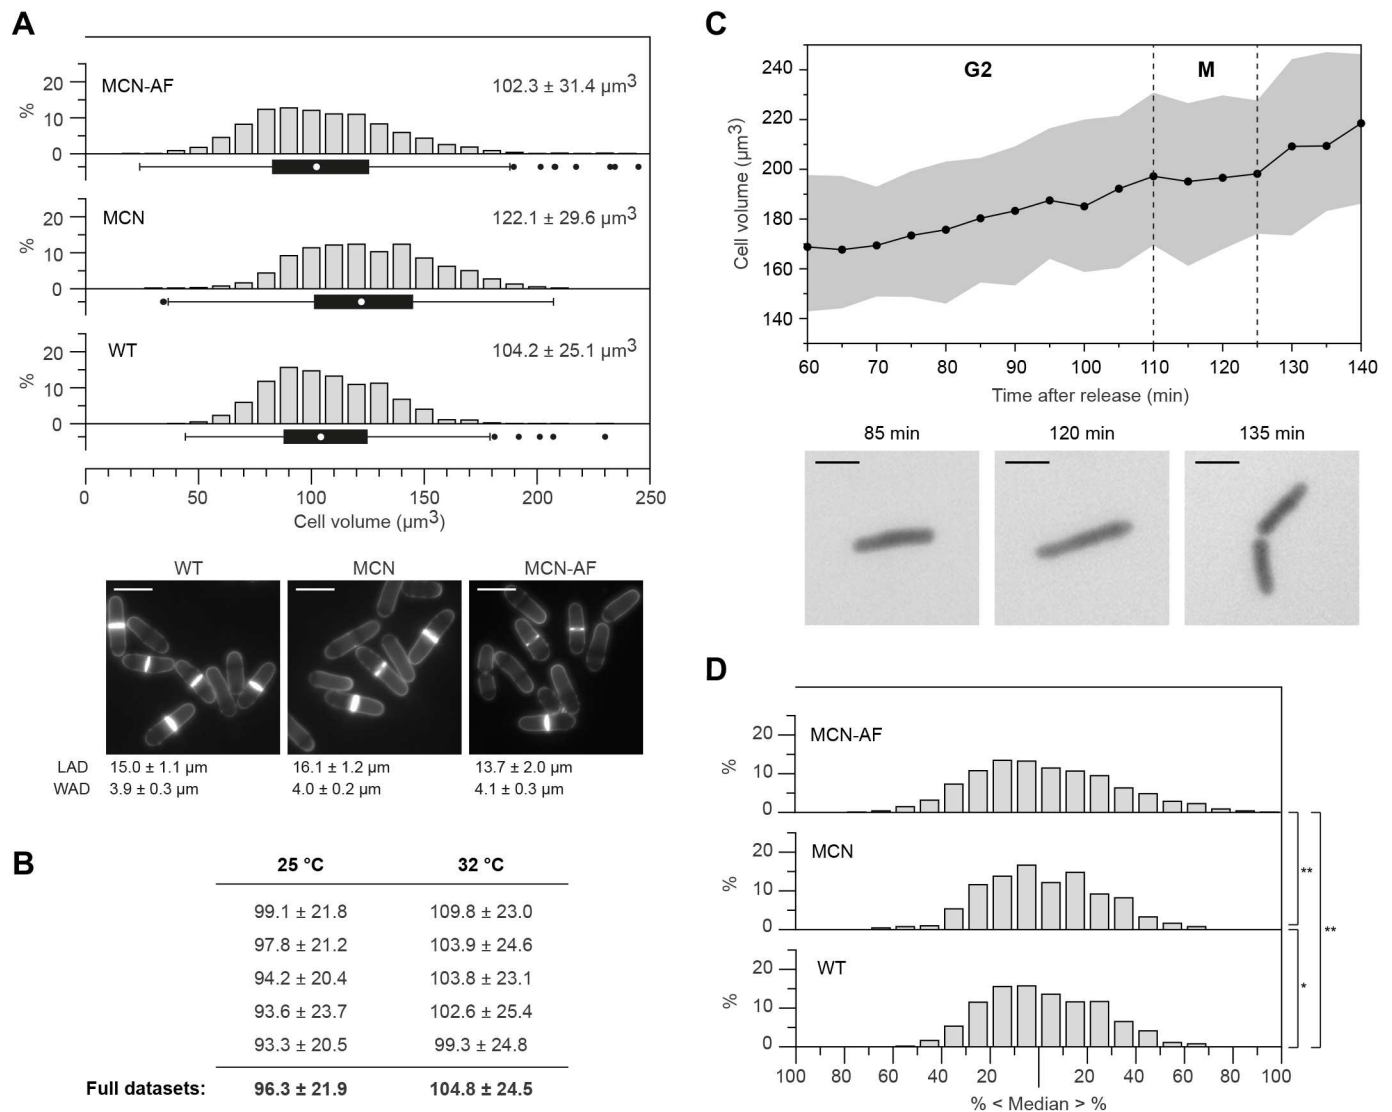 A
MCN-AF
102.3 ± 31.4 µm3
%
20
10
0
MCN
122.1 ± 29.6 µm3
%
20
10
0
WT
104.2 ± 25.1 µm3
%
20
10
0
0 50 100 150 200 250
Cell volume (µm3)
WT MCN MCN-AF
LAD 15.0 ± 1.1 µm 16.1 ± 1.2 µm 13.7 ± 2.0 µm
WAD 3.9 ± 0.3 µm 4.0 ± 0.2 µm 4.1 ± 0.3 µm
B
25 °C 32 °C
99.1 ± 21.8 109.8 ± 23.0
97.8 ± 21.2 103.9 ± 24.6
94.2 ± 20.4 103.8 ± 23.1
93.6 ± 23.7 102.6 ± 25.4
93.3 ± 20.5 99.3 ± 24.8
Full datasets: 96.3 ± 21.9 104.8 ± 24.5
C
G2 M
Cell volume (µm3)
240
220
200
180
160
140
60 70 80 90 100 110 120 130 140
Time after release (min)
85 min 120 min 135 min
D
MCN-AF
%
20
10
0
MCN
%
20
10
0
**
WT
%
20
10
0
*
**
100 80 60 40 20 20 40 60 80 100
% < Median > %